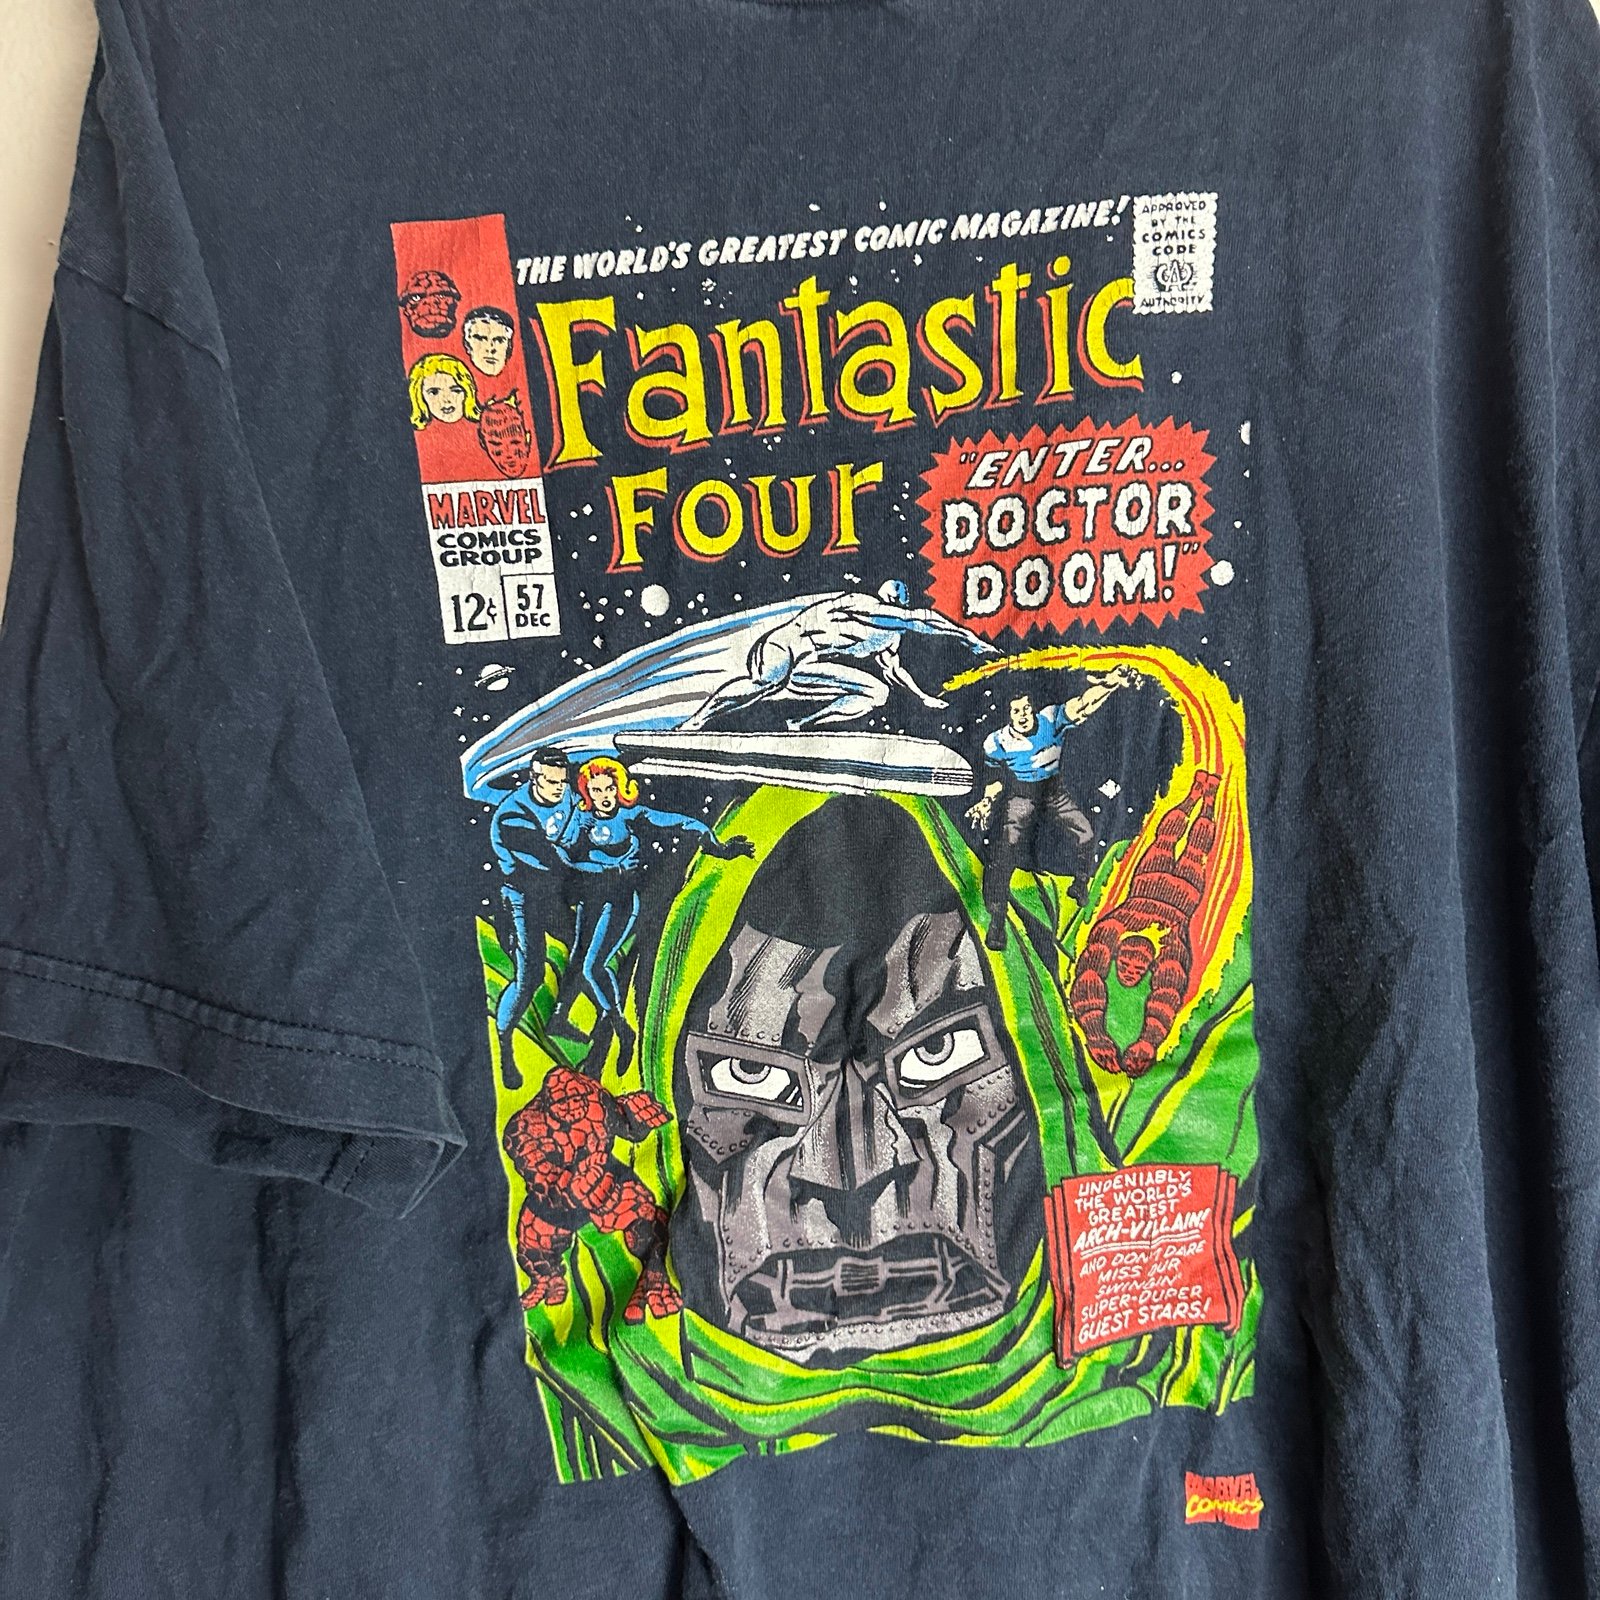 THE WORLD'S GREATEST COMIC MAGAZINE!
APPROVED
BY THE
COMICS
CODE
CA
AUTHORITY
Fantastic
Four
MARVEL
COMICS
GROUP
12¢
57
DEC
"ENTER...
DOCTOR
DOOM!"
UNDENIABLY,
THE WORLD'S
GREATEST
ARCH-VILLAIN!
AND DON'T DARE
MISS OUR
SWINGIN'
SUPER-DUPER
GUEST STARS!
MARVEL
COMICS